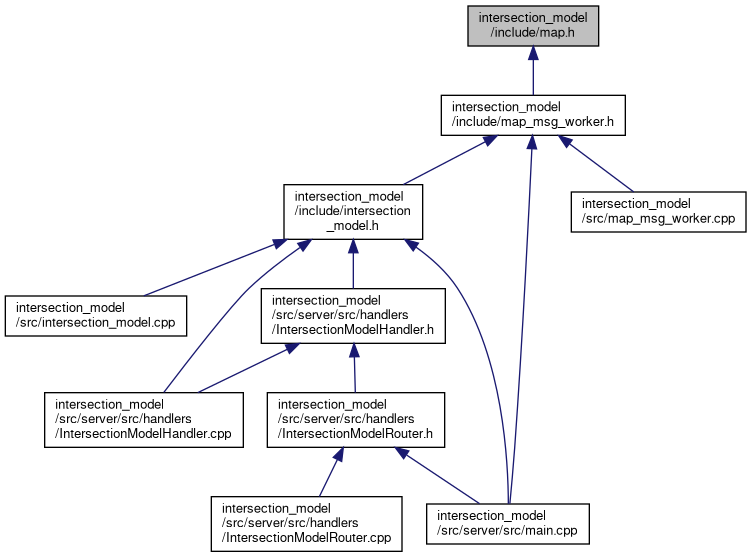 intersection_model
/include/map.h
intersection_model
/include/map_msg_worker.h
intersection_model
/include/intersection
_model.h
intersection_model
/src/map_msg_worker.cpp
intersection_model
/src/intersection_model.cpp
intersection_model
/src/server/src/handlers
/IntersectionModelHandler.h
intersection_model
/src/server/src/handlers
/IntersectionModelHandler.cpp
intersection_model
/src/server/src/handlers
/IntersectionModelRouter.h
intersection_model
/src/server/src/handlers
/IntersectionModelRouter.cpp
intersection_model
/src/server/src/main.cpp